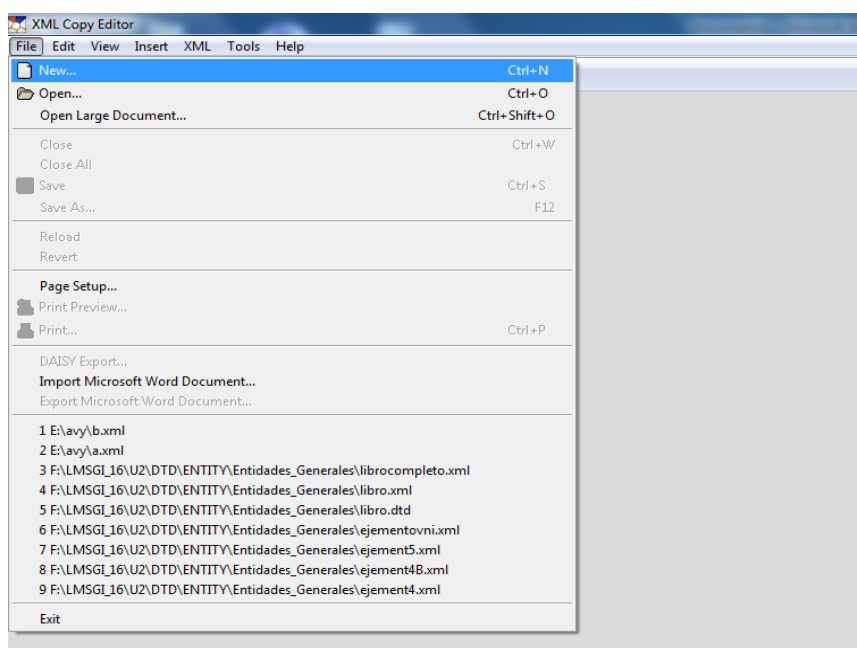 XML Copy Editor
File Edit View Insert XML Tools Help
New... Ctrl+N
Open... Ctrl+O
Open Large Document... Ctrl+Shift+O
Close Ctrl+W
Close All
Save Ctrl+S
Save As... F12
Reload
Revert
Page Setup...
Print Preview...
Print... Ctrl+P
DAISY Export...
Import Microsoft Word Document...
Export Microsoft Word Document...
1 E:\avy\b.xml
2 E:\avy\a.xml
3 F:\LMSGI_16\U2\DTD\ENTITY\Entidades_Generales\librocompleto.xml
4 F:\LMSGI_16\U2\DTD\ENTITY\Entidades_Generales\libro.xml
5 F:\LMSGI_16\U2\DTD\ENTITY\Entidades_Generales\libro.dtd
6 F:\LMSGI_16\U2\DTD\ENTITY\Entidades_Generales\ejementovni.xml
7 F:\LMSGI_16\U2\DTD\ENTITY\Entidades_Generales\ejement5.xml
8 F:\LMSGI_16\U2\DTD\ENTITY\Entidades_Generales\ejement4B.xml
9 F:\LMSGI_16\U2\DTD\ENTITY\Entidades_Generales\ejement4.xml
Exit